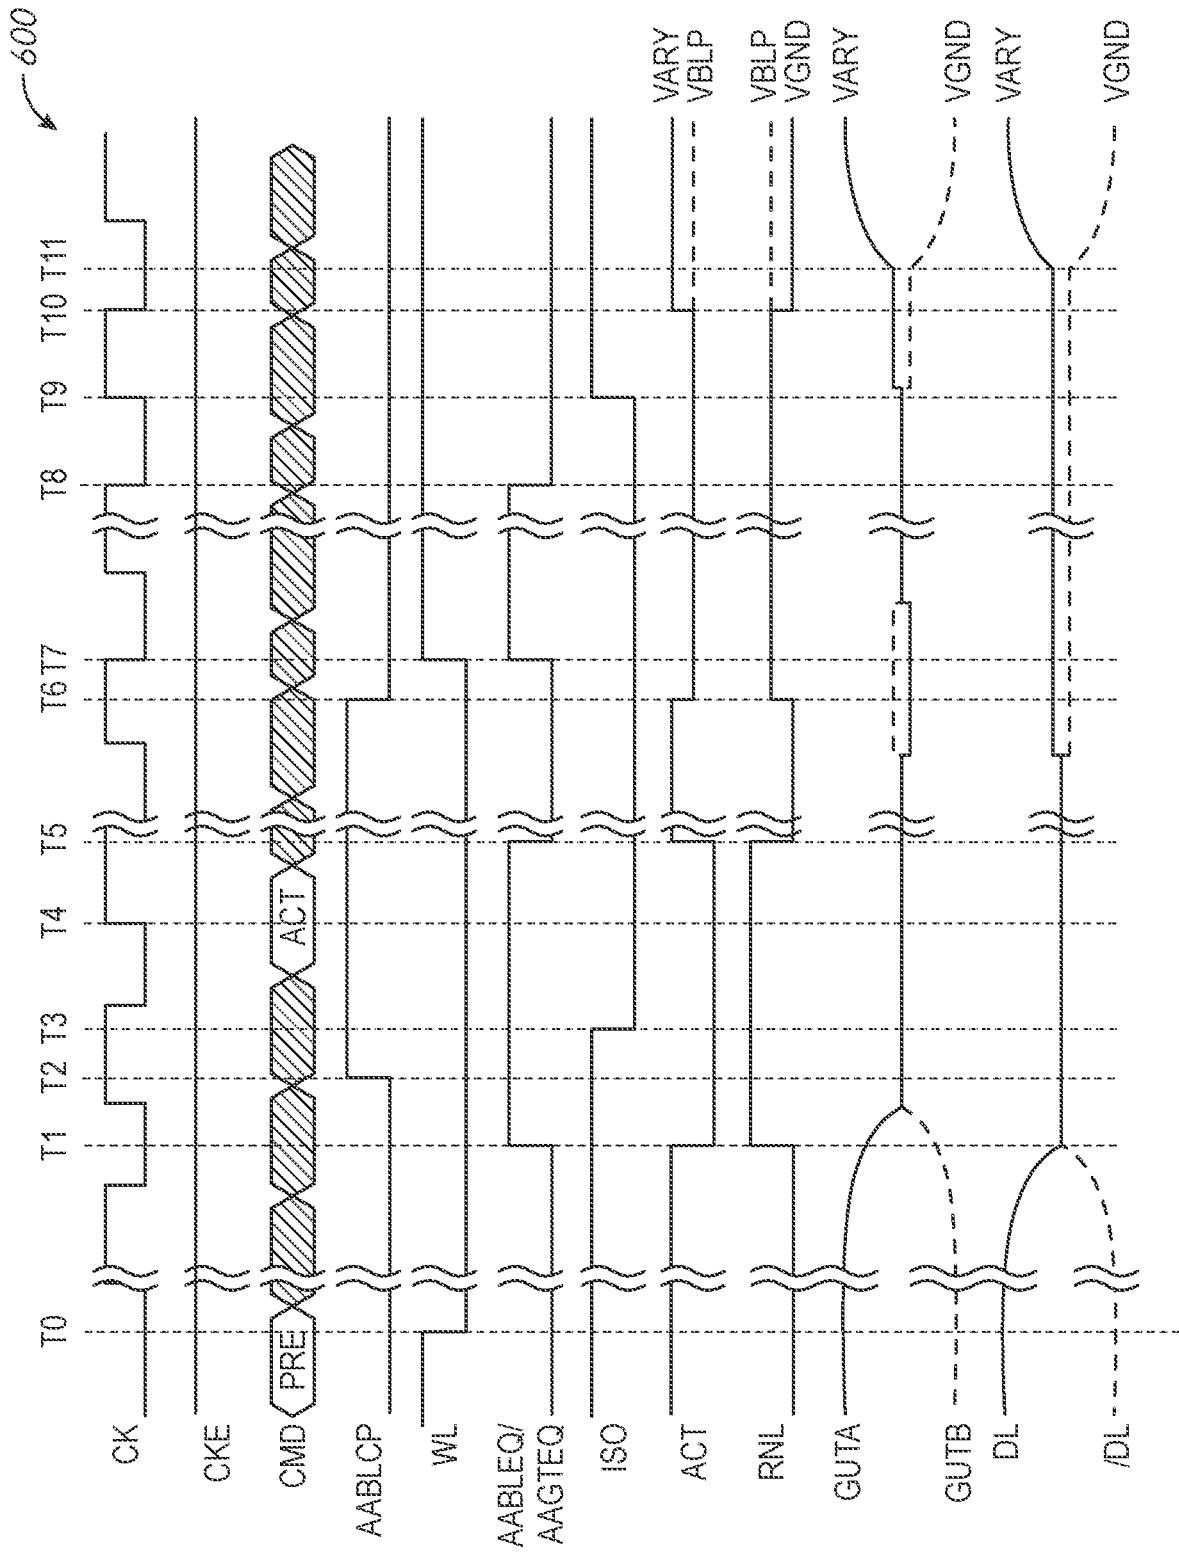 600
T0
T1
T2
T3
T4
T5
T6
T7
T8
T9
T10
T11
CK
CKE
CMD
PRE
ACT
AABLCP
WL
AABLEQ/
AAGTEQ
ISO
ACT
VARY
VBLP
RNL
VBLP
VGND
GUTA
VARY
GUTB
VGND
DL
VARY
/DL
VGND